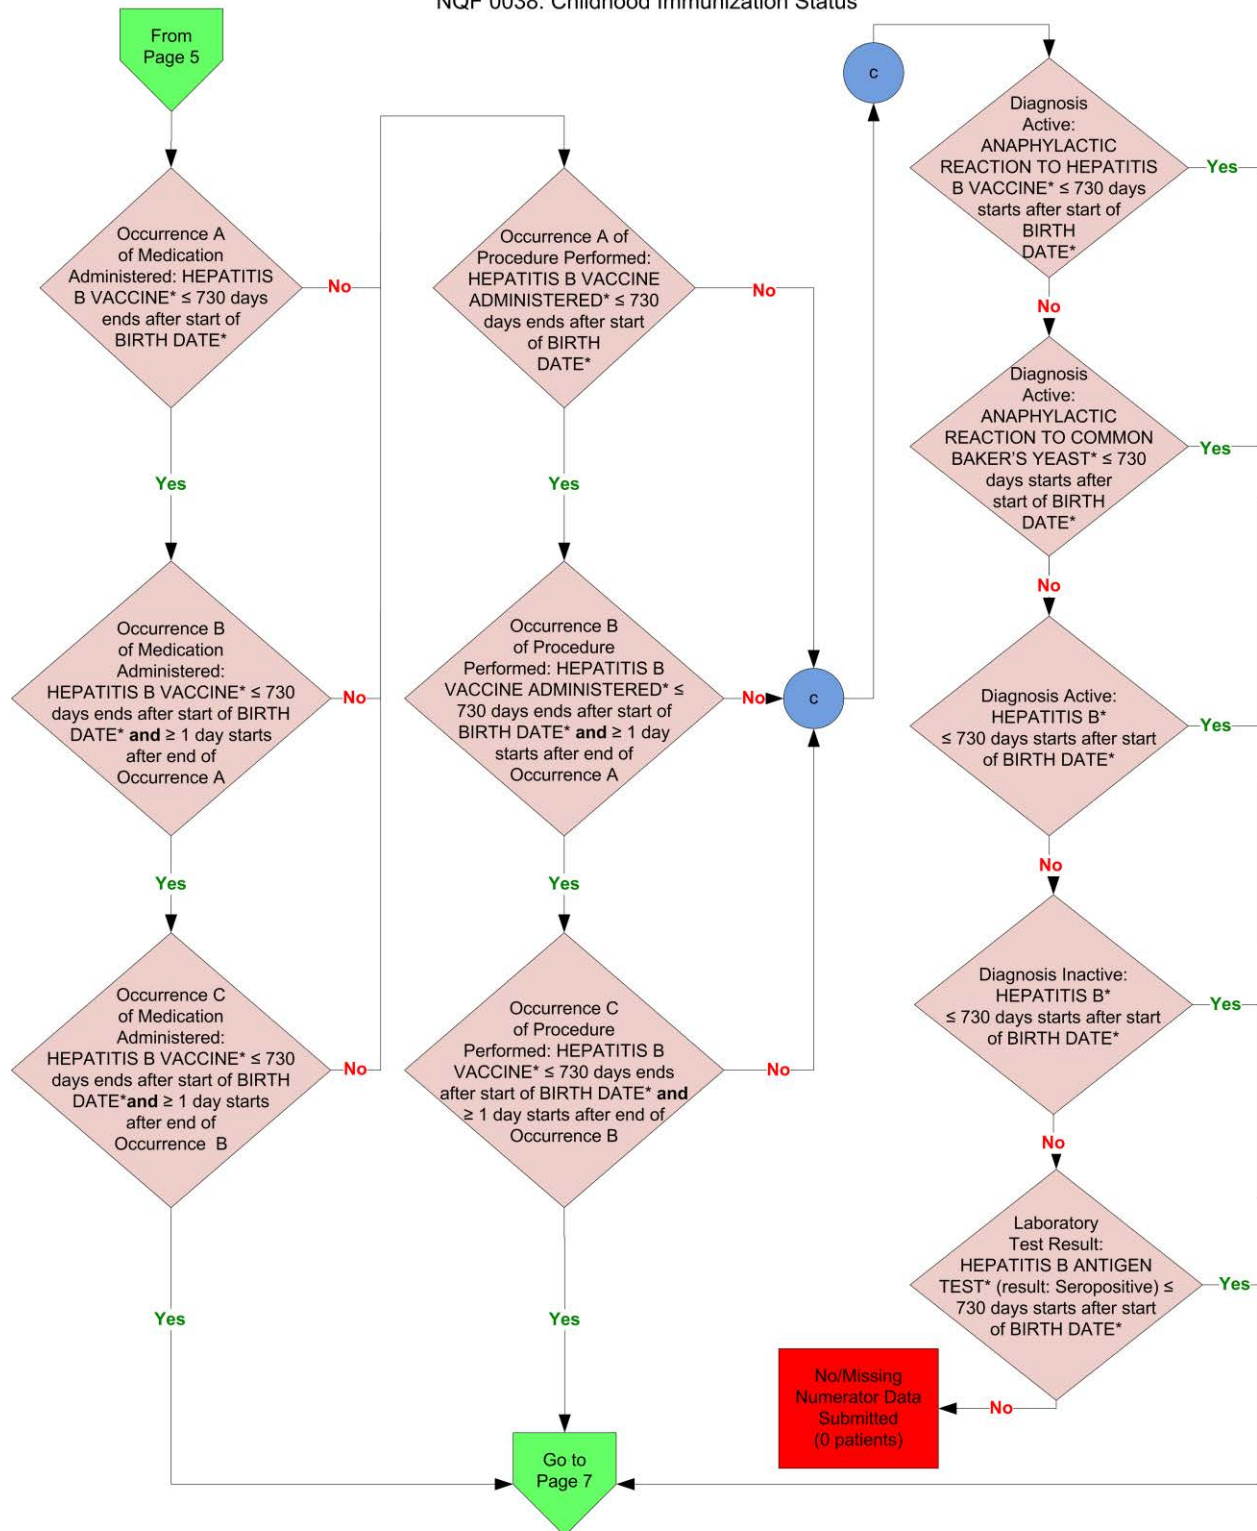 NQF 0038: Childhood Immunization Status
From
Page 5
Occurrence A
of Medication
Administered: HEPATITIS
B VACCINE* ≤ 730 days
ends after start of
BIRTH DATE*
No
Yes
Occurrence B
of Medication
Administered:
HEPATITIS B VACCINE* ≤ 730
days ends after start of BIRTH
DATE* and ≥ 1 day starts
after end of
Occurrence A
No
Yes
Occurrence C
of Medication
Administered:
HEPATITIS B VACCINE* ≤ 730
days ends after start of BIRTH
DATE*and ≥ 1 day starts
after end of
Occurrence B
No
Yes
Occurrence A of
Procedure Performed:
HEPATITIS B VACCINE
ADMINISTERED* ≤ 730
days ends after start
of BIRTH
DATE*
No
Yes
Occurrence B
of Procedure
Performed: HEPATITIS B
VACCINE ADMINISTERED* ≤
730 days ends after start of
BIRTH DATE* and ≥ 1 day
starts after end of
Occurrence A
No
c
Yes
Occurrence C
of Procedure
Performed: HEPATITIS B
VACCINE* ≤ 730 days ends
after start of BIRTH DATE* and
≥ 1 day starts after end of
Occurrence B
No
Yes
c
Diagnosis
Active:
ANAPHYLACTIC
REACTION TO HEPATITIS
B VACCINE* ≤ 730 days
starts after start of
BIRTH
DATE*
Yes
No
Diagnosis
Active:
ANAPHYLACTIC
REACTION TO COMMON
BAKER'S YEAST* ≤ 730
days starts after
start of BIRTH
DATE*
Yes
No
Diagnosis Active:
HEPATITIS B*
≤ 730 days starts after start
of BIRTH DATE*
Yes
No
Diagnosis Inactive:
HEPATITIS B*
≤ 730 days starts after start
of BIRTH DATE*
Yes
No
Laboratory
Test Result:
HEPATITIS B ANTIGEN
TEST* (result: Seropositive) ≤
730 days starts after start
of BIRTH DATE*
Yes
No
No/Missing
Numerator Data
Submitted
(0 patients)
Go to
Page 7